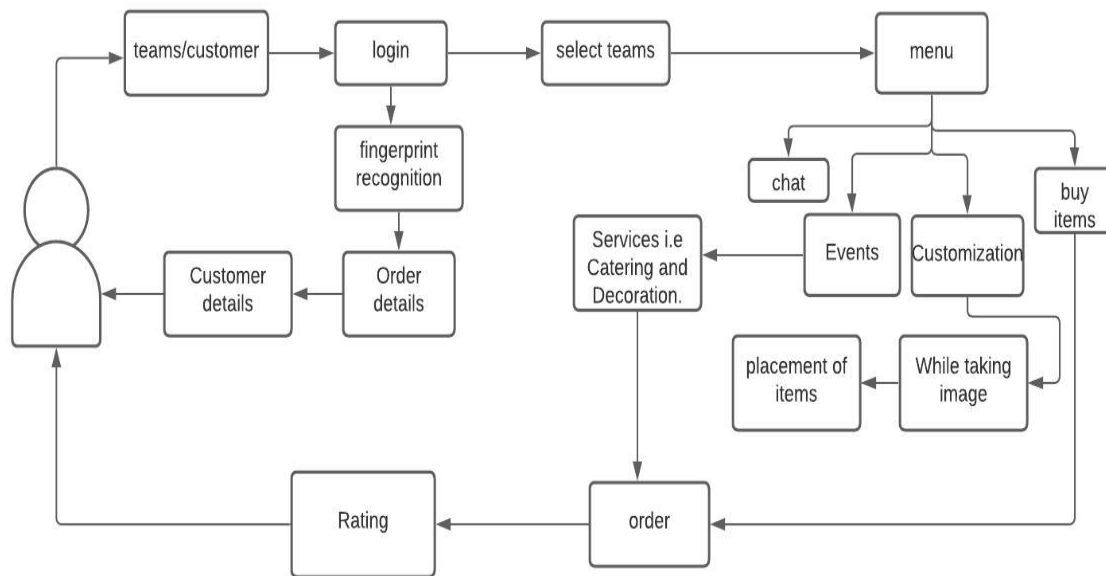 teams/customer
login
select teams
menu
fingerprint
recognition
chat
buy
items
Services i.e
Catering and
Decoration.
Events
Customization
Customer
details
Order
details
placement of
items
While taking
image
Rating
order